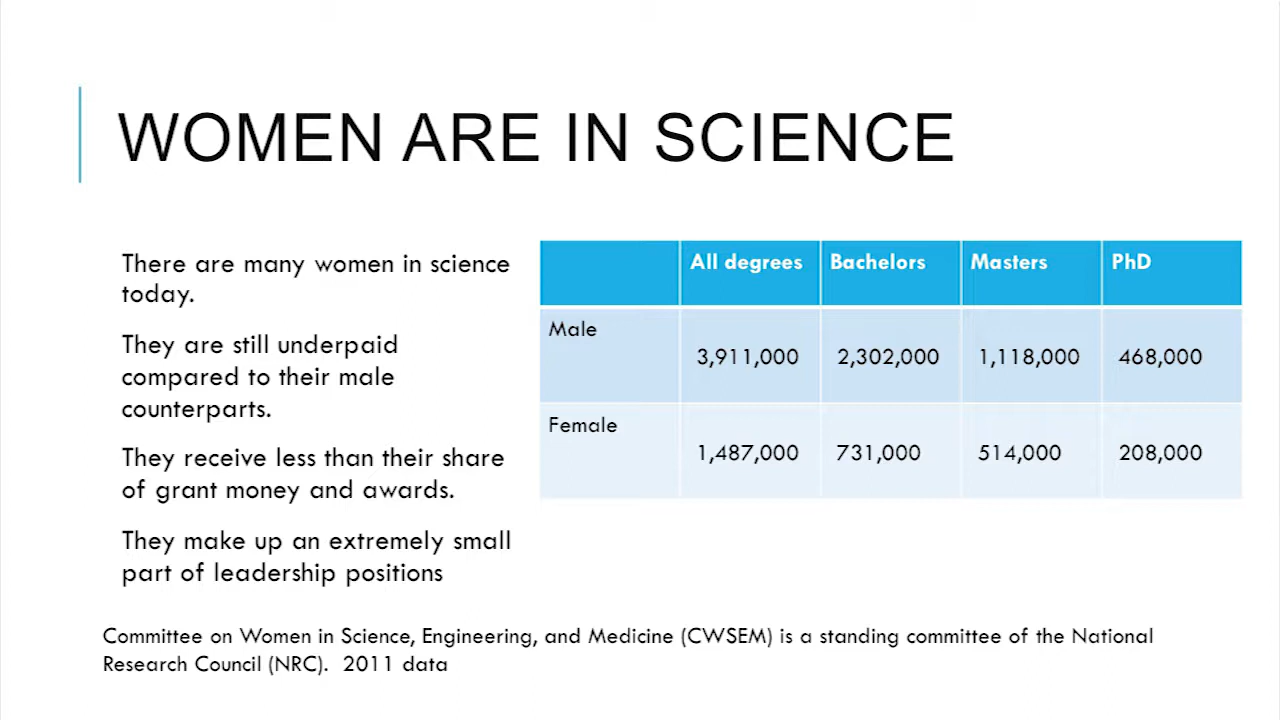 WOMEN ARE IN SCIENCE
There are many women in science
today.
They are still underpaid
compared to their male
counterparts.
They receive less than their share
of grant money and awards.
They make up an extremely small
part of leadership positions
All degrees Bachelors Masters PhD
Male
3,911,000 2,302,000 1,118,000 468,000
Female
1,487,000 731,000 514,000 208,000
Committee on Women in Science, Engineering, and Medicine (CWSEM) is a standing committee of the National
Research Council (NRC). 2011 data